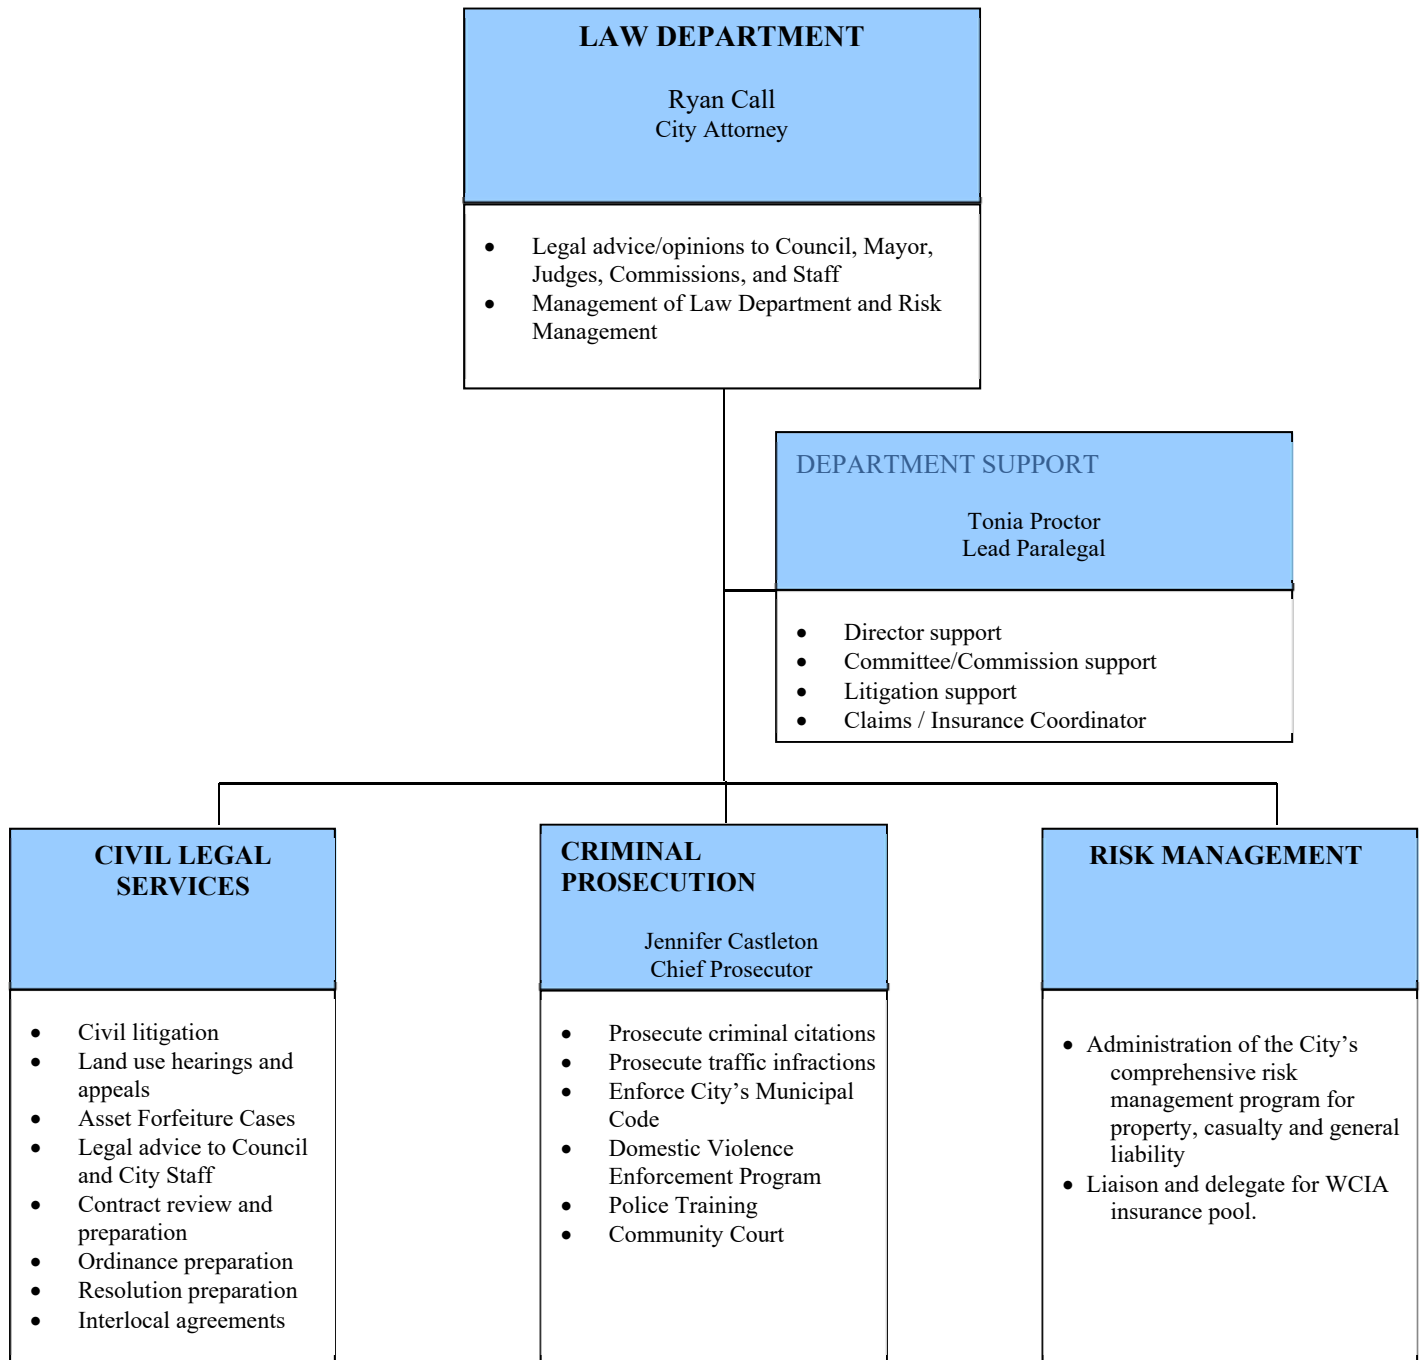 LAW DEPARTMENT
Ryan Call
City Attorney
• Legal advice/opinions to Council, Mayor,
Judges, Commissions, and Staff
• Management of Law Department and Risk
Management
DEPARTMENT SUPPORT
Tonia Proctor
Lead Paralegal
• Director support
• Committee/Commission support
• Litigation support
• Claims / Insurance Coordinator
CIVIL LEGAL
SERVICES
• Civil litigation
• Land use hearings and
appeals
• Asset Forfeiture Cases
• Legal advice to Council
and City Staff
• Contract review and
preparation
• Ordinance preparation
• Resolution preparation
• Interlocal agreements
CRIMINAL
PROSECUTION
Jennifer Castleton
Chief Prosecutor
• Prosecute criminal citations
• Prosecute traffic infractions
• Enforce City’s Municipal
Code
• Domestic Violence
Enforcement Program
• Police Training
• Community Court
RISK MANAGEMENT
• Administration of the City’s
comprehensive risk
management program for
property, casualty and general
liability
• Liaison and delegate for WCIA
insurance pool.